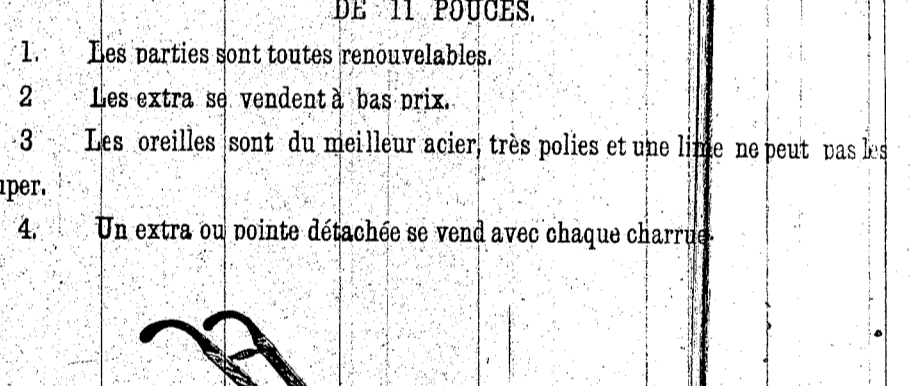 DE 11 POUCES.
1. Les parties sont toutes renouvelables.
2 Les extra se vendent à bas prix.
3 Les oreilles sont du meilleur acier, très polies et une lime ne peut pas les
uper.
4. Un extra ou pointe détachée se vend avec chaque charrue.